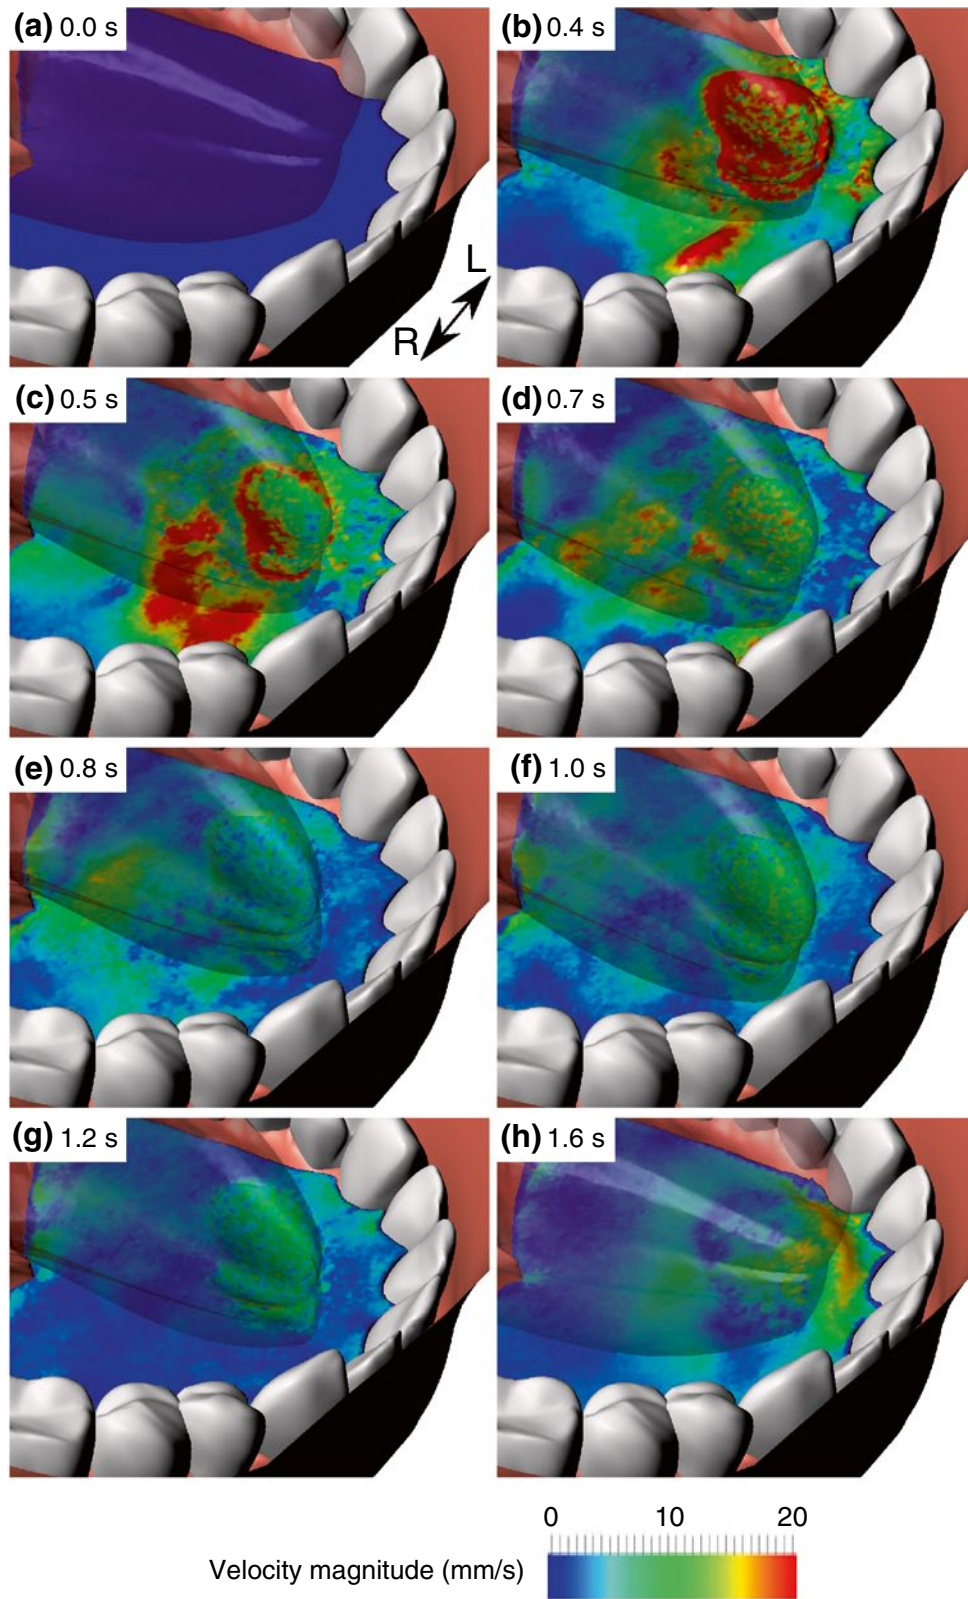 (a) 0.0 s
(b) 0.4 s
L
R
(c) 0.5 s
(d) 0.7 s
(e) 0.8 s
(f) 1.0 s
(g) 1.2 s
(h) 1.6 s
0 10 20
Velocity magnitude (mm/s)